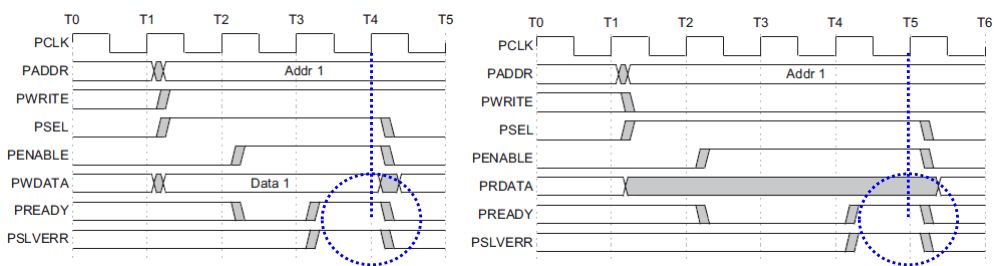 T0 T1 T2 T3 T4 T5
PCLK
PADDR Addr 1
PWRITE
PSEL
PENABLE
PWDATA Data 1
PREADY
PSLVERR
T0 T1 T2 T3 T4 T5 T6
PCLK
PADDR Addr 1
PWRITE
PSEL
PENABLE
PRDATA
PREADY
PSLVERR